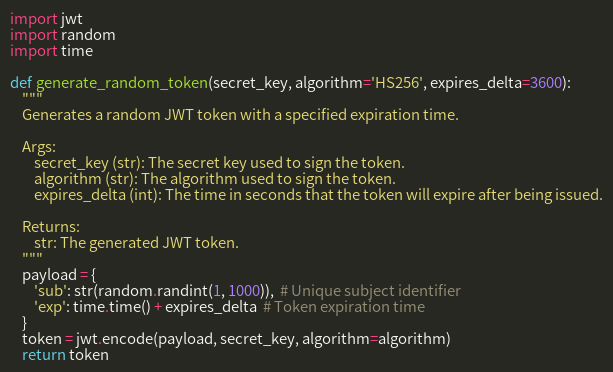 import jwt
import random
import time

def generate_random_token(secret_key, algorithm='HS256', expires_delta=3600):
    """
    Generates a random JWT token with a specified expiration time.

    Args:
        secret_key (str): The secret key used to sign the token.
        algorithm (str): The algorithm used to sign the token.
        expires_delta (int): The time in seconds that the token will expire after being issued.

    Returns:
        str: The generated JWT token.
    """
    payload = {
        'sub': str(random.randint(1, 1000)),  # Unique subject identifier
        'exp': time.time() + expires_delta  # Token expiration time
    }
    token = jwt.encode(payload, secret_key, algorithm=algorithm)
    return token